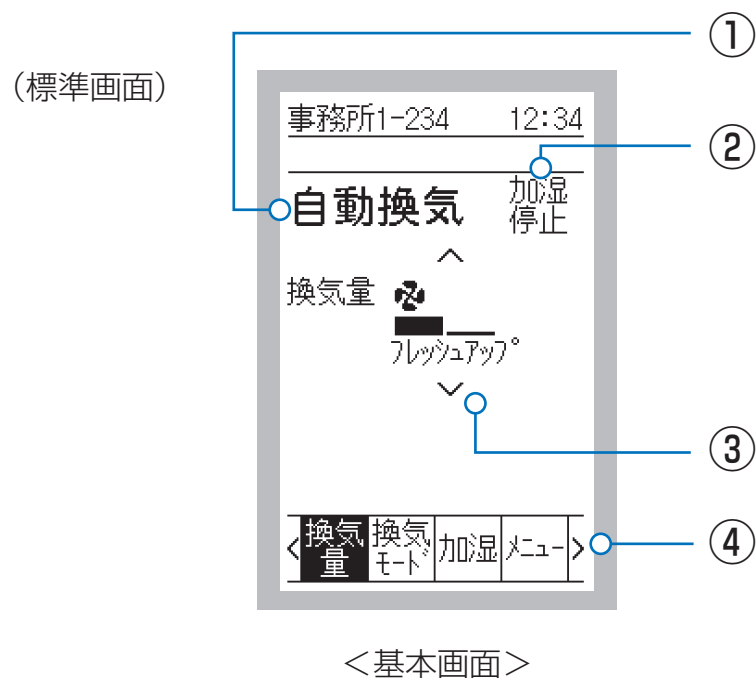 ①
(標準画面)
事務所1-234 12:34
②
自動換気 加湿停止
換気量
フレッシュアップ
③
換気量 換気モード 加湿 メニュー
④
<基本画面>